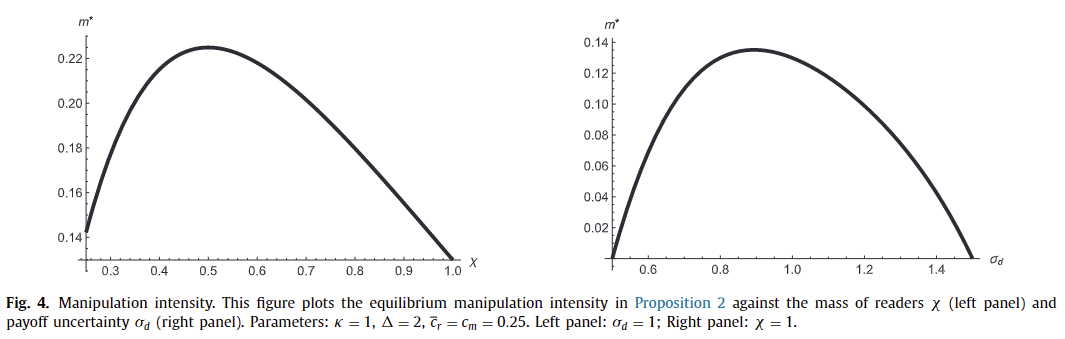 m*
0.22
0.20
0.18
0.16
0.14
0.3 0.4 0.5 0.6 0.7 0.8 0.9 1.0 χ
m*
0.14
0.12
0.10
0.08
0.06
0.04
0.02
0.6 0.8 1.0 1.2 1.4 σd
Fig. 4. Manipulation intensity. This figure plots the equilibrium manipulation intensity in Proposition 2 against the mass of readers χ (left panel) and
payoff uncertainty σd (right panel). Parameters: κ = 1, Δ = 2, c̅r = cm = 0.25. Left panel: σd = 1; Right panel: χ = 1.